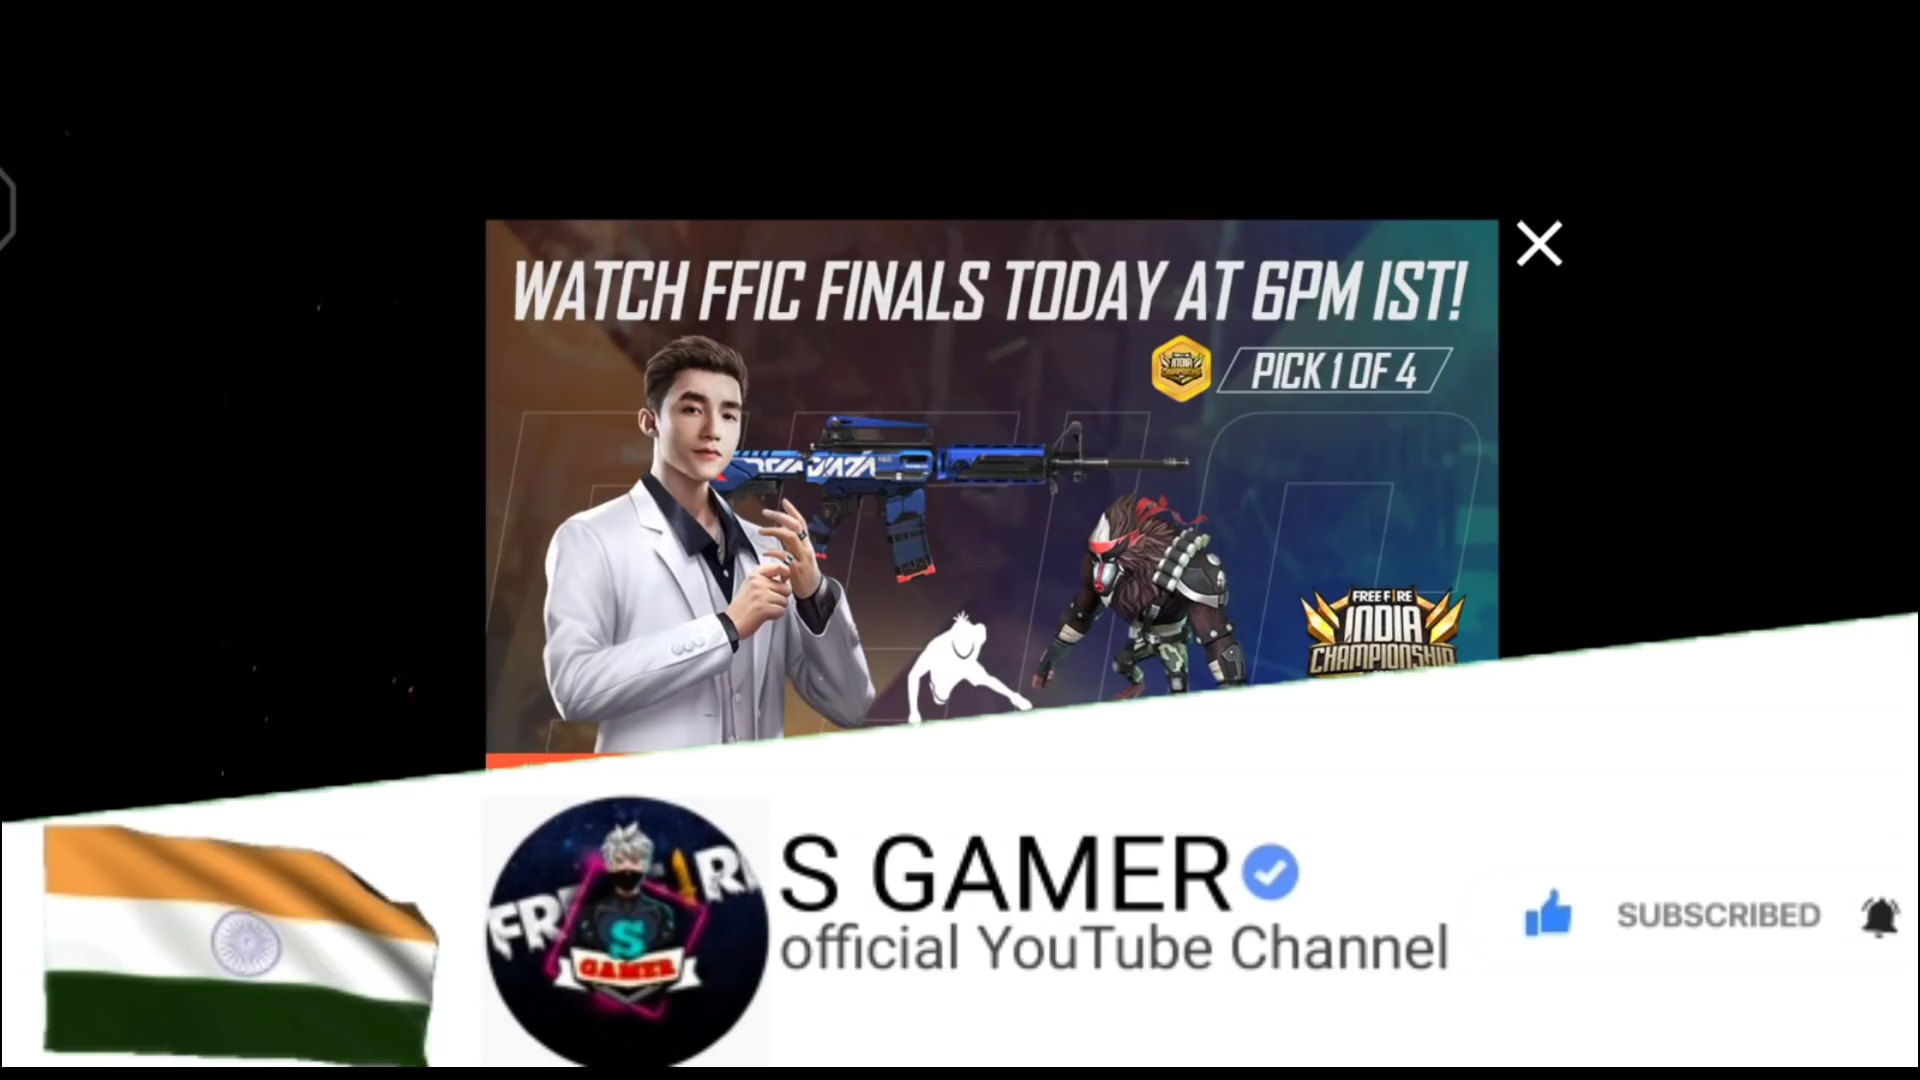 WATCH FFIC FINALS TODAY AT 6PM IST!
PICK 1 OF 4
FREE FIRE
INDIA
CHAMPIONSHIP
S GAMER
official YouTube Channel
SUBSCRIBED
S
GAMER